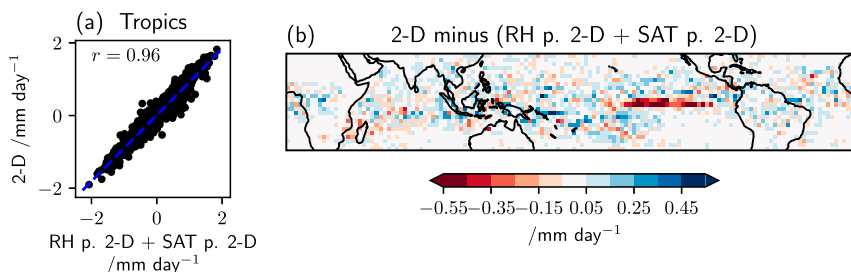 (a) Tropics
r = 0.96
2
0
−2
2-D /mm day⁻¹
−2 0 2
RH p. 2-D + SAT p. 2-D
/mm day⁻¹
(b) 2-D minus (RH p. 2-D + SAT p. 2-D)
−0.55 −0.35 −0.15 0.05 0.25 0.45
/mm day⁻¹